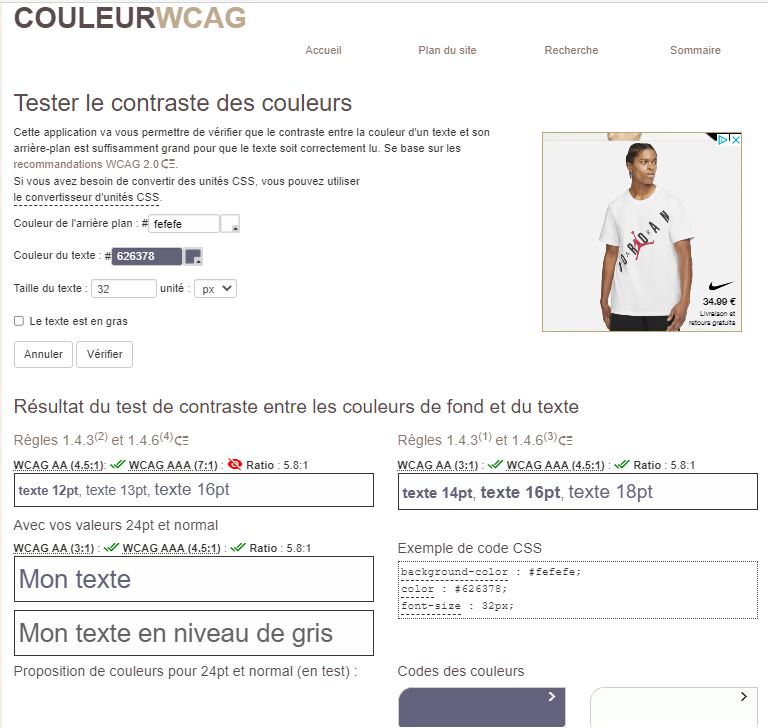 COULEURWCAG
Accueil Plan du site Recherche Sommaire
Tester le contraste des couleurs
Cette application va vous permettre de vérifier que le contraste entre la couleur d'un texte et son
arrière-plan est suffisamment grand pour que le texte soit correctement lu. Se base sur les
recommandations WCAG 2.0.
Si vous avez besoin de convertir des unités CSS, vous pouvez utiliser
le convertisseur d'unités CSS.
Couleur de l'arrière plan : # fefefe
Couleur du texte : # 626378
Taille du texte : 32 unité : px
Le texte est en gras
Annuler Vérifier
JORDAN
34.99 €
Livraison et
retours gratuits
Résultat du test de contraste entre les couleurs de fond et du texte
Règles 1.4.3(2) et 1.4.6(4)
WCAG AA (4.5:1): WCAG AAA (7:1) : Ratio : 5.8:1
texte 12pt, texte 13pt, texte 16pt
Avec vos valeurs 24pt et normal
WCAG AA (3:1) : WCAG AAA (4.5:1) : Ratio : 5.8:1
Mon texte
Mon texte en niveau de gris
Proposition de couleurs pour 24pt et normal (en test) :
Règles 1.4.3(1) et 1.4.6(3)
WCAG AA (3:1) : WCAG AAA (4.5:1) : Ratio : 5.8:1
texte 14pt, texte 16pt, texte 18pt
Exemple de code CSS
background-color : #fefefe;
color : #626378;
font-size : 32px;
Codes des couleurs